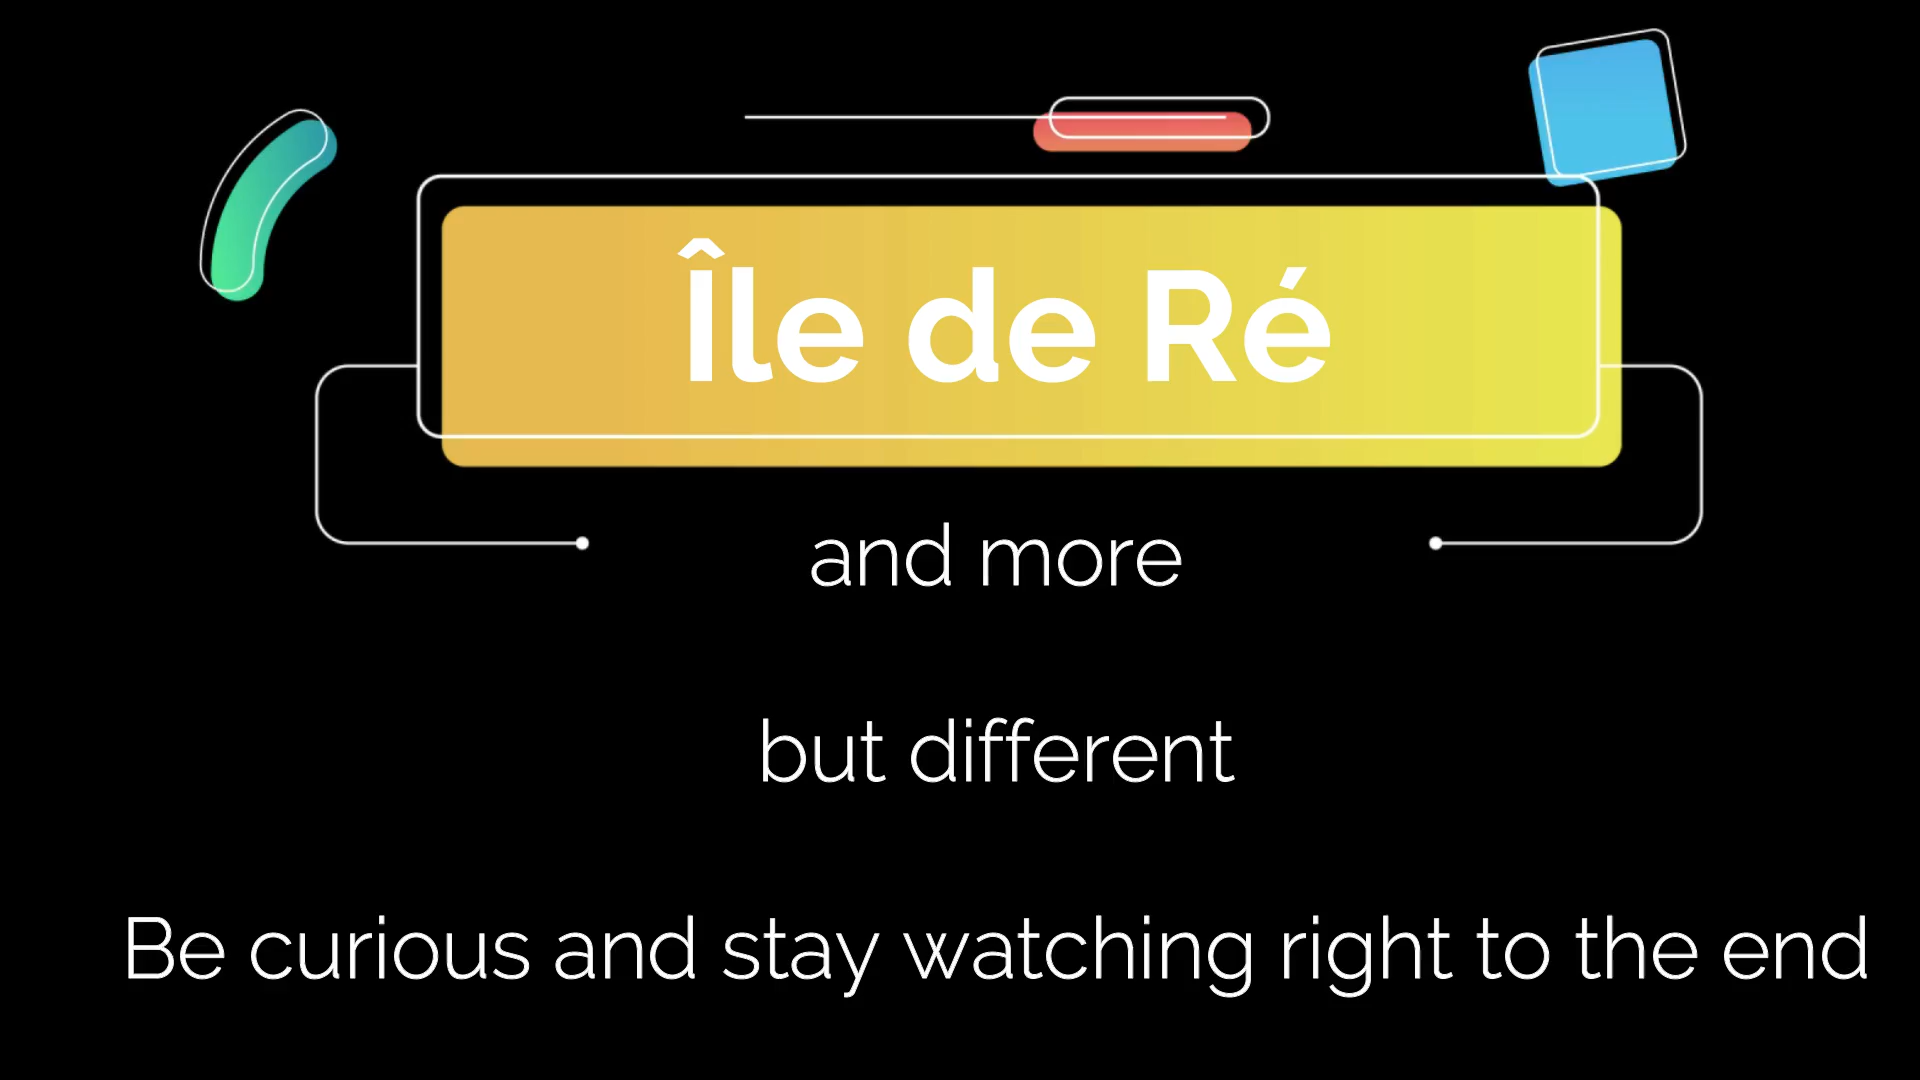 Île de Ré
and more
but different
Be curious and stay watching right to the end